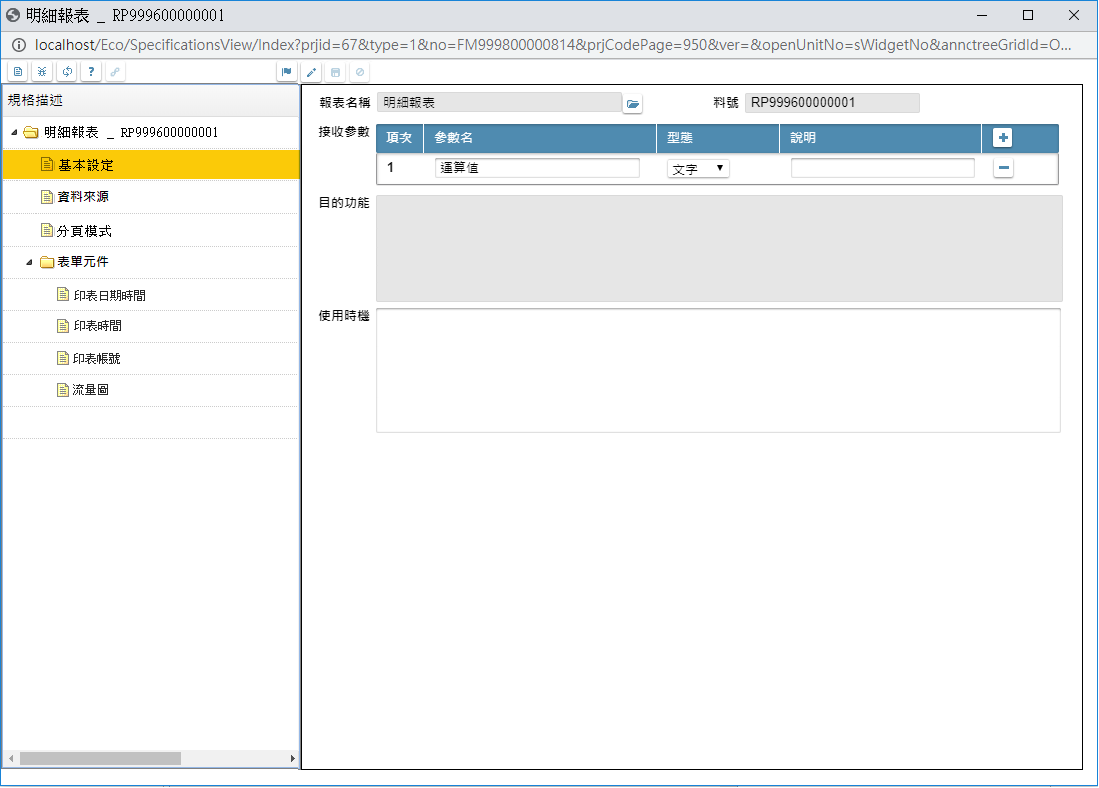 明細報表 _ RP999600000001
localhost/Eco/SpecificationsView/Index?prjid=67&type=1&no=FM999800000814&prjCodePage=950&ver=&openUnitNo=sWidgetNo&annctreeGridId=O...
規格描述
明細報表 _ RP999600000001
基本設定
資料來源
分頁模式
表單元件
印表日期時間
印表時間
印表帳號
流量圖
報表名稱 明細報表 料號 RP999600000001
接收參數 項次 參數名 型態 說明
1 運算值 文字
目的功能
使用時機